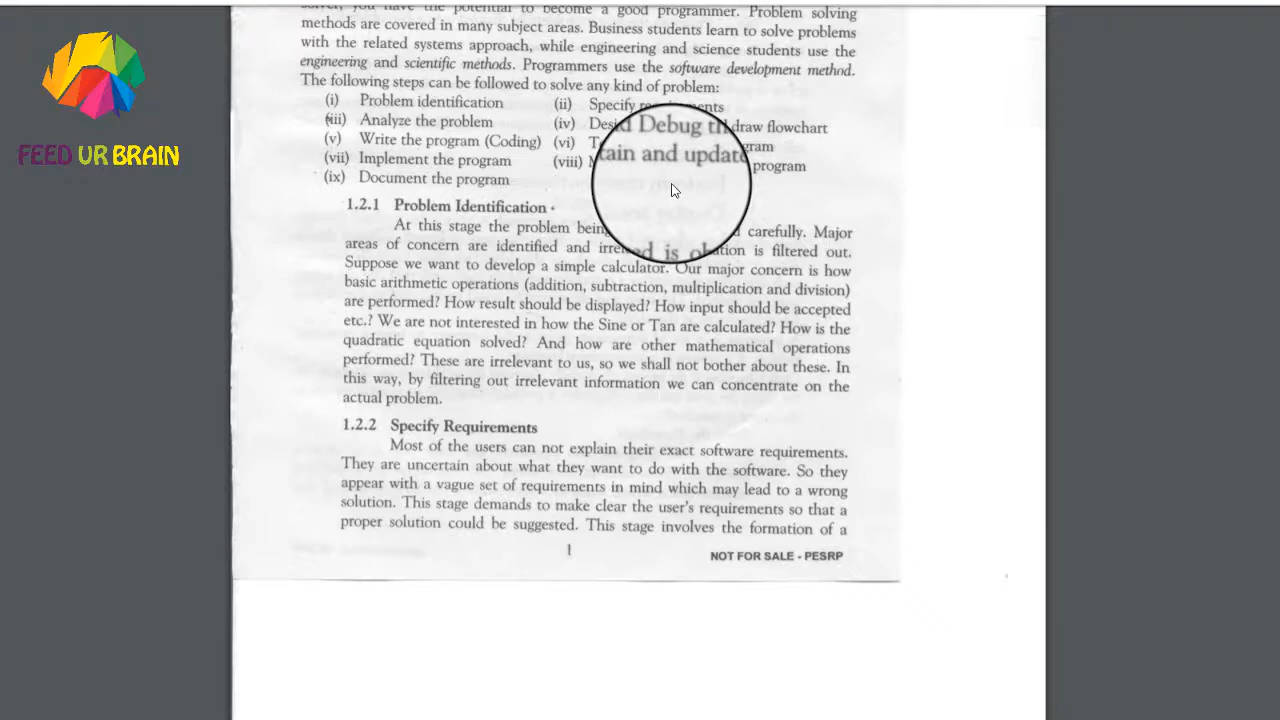 FEED UR BRAIN
you have the potential to become a good programmer. Problem solving
methods are covered in many subject areas. Business students learn to solve problems
with the related systems approach, while engineering and science students use the
engineering and scientific methods. Programmers use the software development method.
The following steps can be followed to solve any kind of problem:
(i) Problem identification (ii) Specify
(iii) Analyze the problem (iv) draw flowchart
(v) Write the program (Coding) (vi)
(vii) Implement the program (viii) program
(ix) Document the program
Debug
tain and update
1.2.1 Problem Identification
At this stage the problem carefully. Major
areas of concern are identified and is filtered out.
Suppose we want to develop a simple calculator. Our major concern is how
basic arithmetic operations (addition, subtraction, multiplication and division)
are performed? How result should be displayed? How input should be accepted
etc.? We are not interested in how the Sine or Tan are calculated? How is the
quadratic equation solved? And how are other mathematical operations
performed? These are irrelevant to us, so we shall not bother about these. In
this way, by filtering out irrelevant information we can concentrate on the
actual problem.
1.2.2 Specify Requirements
Most of the users can not explain their exact software requirements.
They are uncertain about what they want to do with the software. So they
appear with a vague set of requirements in mind which may lead to a wrong
solution. This stage demands to make clear the user's requirements so that a
proper solution could be suggested. This stage involves the formation of a
1
NOT FOR SALE - PESRP